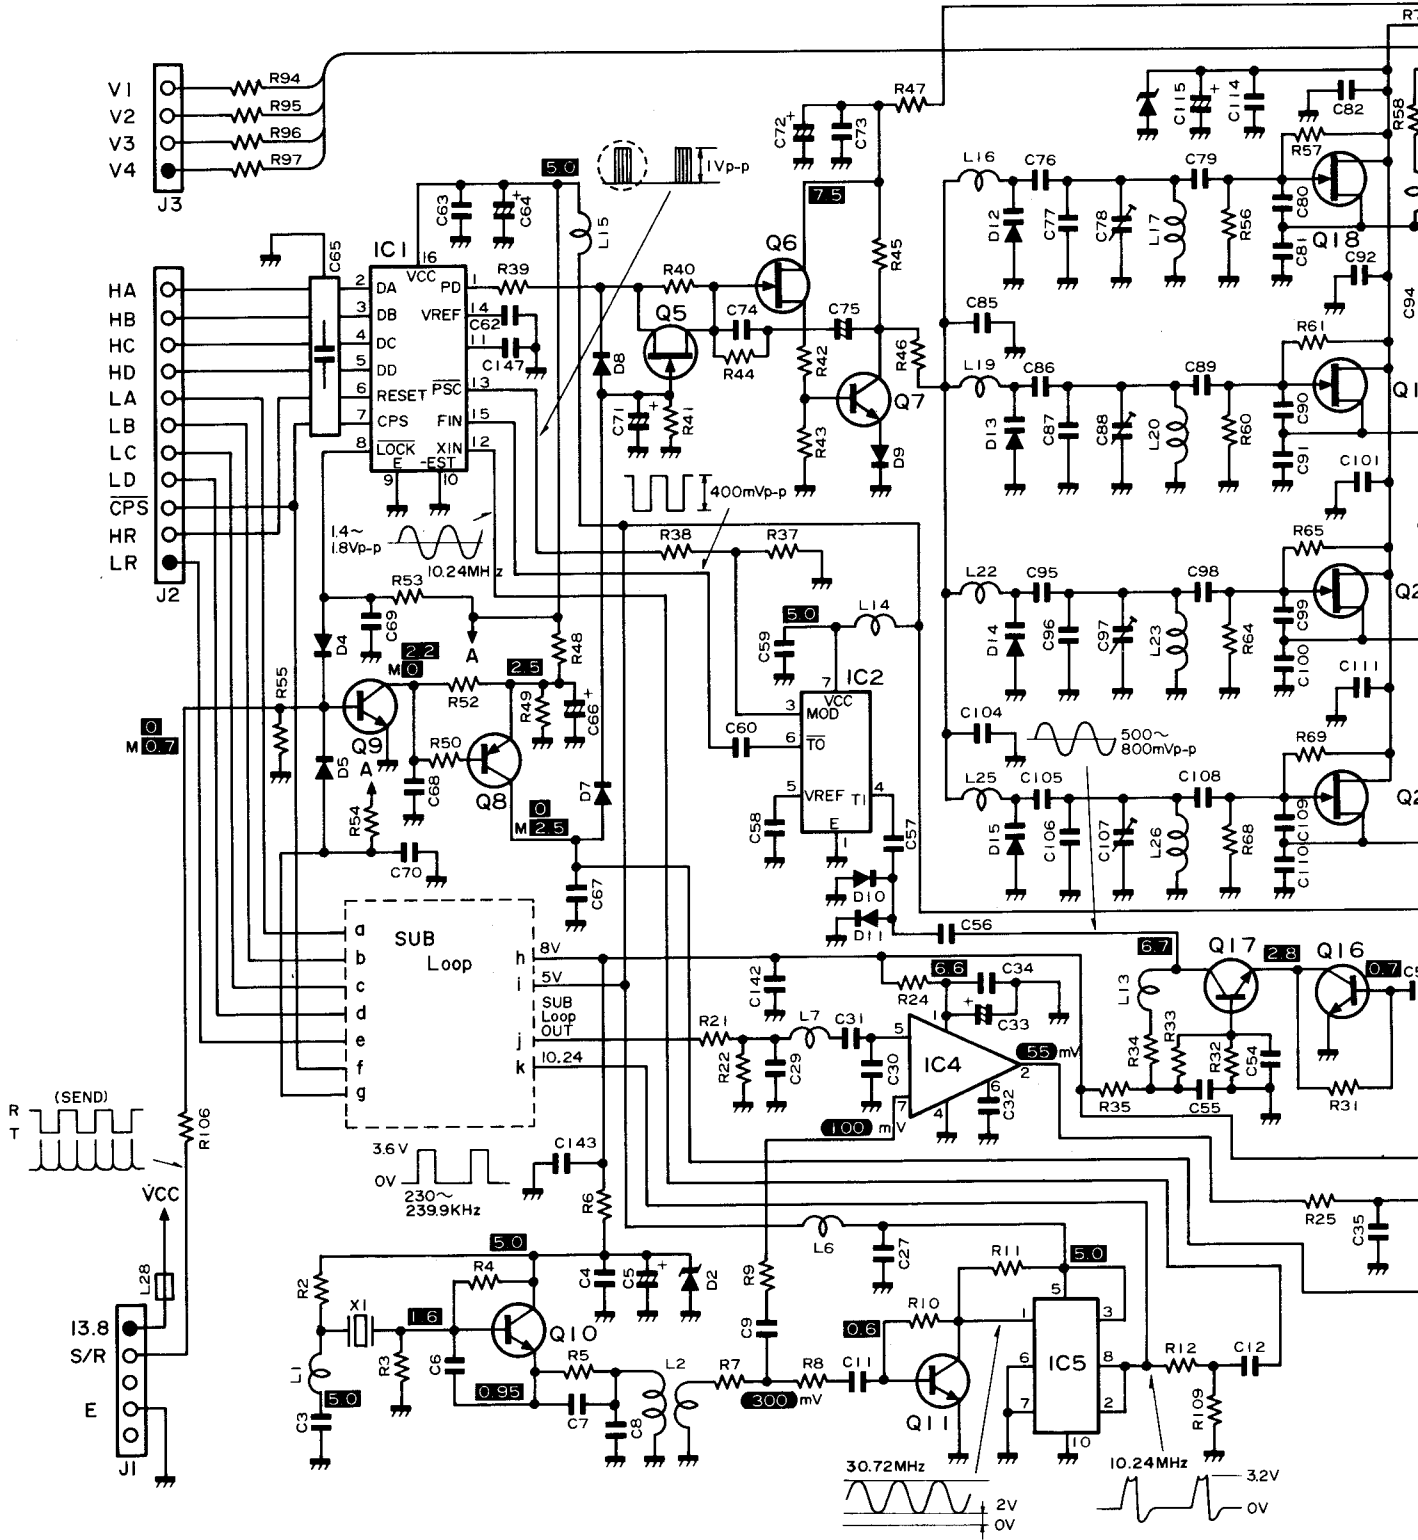 R7
V1 R94
V2 R95
V3 R96
V4 R97
J3
R47
C72 +
C73
C115 +
C114
C82
R58
R57
5.0
1Vp-p
7.5
L16 C76 C79
D12 C77 C78 L17 R56 C80 C81
Q18
C63 C64 +
L15
C65
IC1
16
VCC
R39
R40
Q6
Q5
R45
C92
C94
HA 2 DA PD 1
HB 3 DB VREF 14 C62
HC 4 DC 11 C147
HD 5 DD PSC 13
LA 6 RESET FIN 15
LB 7 CPS XIN 12
LC 8 LOCK
E -EST
9 10
LD
CPS
HR
LR
J2
C74 C75
R44
R42
R46
D8
C71 +
R41
R43
Q7
D9
C85
L19 C86 C89
R61
D13 C87 C88 L20 R60 C90 C91
Q1
C101
400mVp-p
1.4~
1.8Vp-p
10.24MHz
R38 R37
R65
L22 C95 C98
D14 C96 C97 L23 R64 C99 C100
Q2
C111
R53
C69
D4
A
R48
2.2
M 0
2.5
R52
R49
C66 +
5.0
L14
C59
IC2
7
VCC
3 MOD
6 TO
C60
5 VREF T1 4
E
1
C58
C57
R55
0
M 0.7
Q9
A
D5
R50
Q8
C68
R54
C70
0
M 2.5
D7
C67
C104
500~
800mVp-p
R69
L25 C105 C108
D15 C106 C107 L26 R68 C109 C110
Q2
D10
D11
C56
SUB
Loop
a
b
c
d
e
f
g
h 8V
i 5V
SUB
Loop
OUT
j
k 10.24
C142
R24
6.6
C34
+
C33
R21
L7 C31
R22
C29
C30
5
1
IC4
7
4
6
2
C32
55 mV
100 mV
6.7
Q17
2.8
Q16
0.7
C5
L13
R34
R33
R32
C54
R35
C55
R31
R (SEND)
T
R106
VCC
L28
13.8
S/R
E
J1
3.6V
0V
230~
239.9KHz
C143
R6
L6
C27
R25
C35
5.0
R2
R4
C4
C5 +
D2
X1
1.6
Q10
L1
R3
C6
R5
L2
5.0
0.95
C3
C7
C8
R9
C9
R7
R8
C11
300 mV
R11
5.0
R10
0.6
Q11
5
1 3
IC5
6 8
7 2
10
R12
C12
R109
30.72MHz
2V
0V
10.24MHz
3.2V
0V